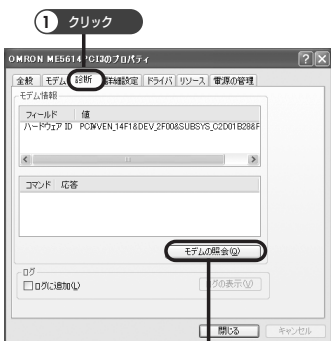 1 クリック
OMRON ME5614 PCI3のプロパティ
全般 モデム 診断 詳細設定 ドライバ リソース 電源の管理
モデム情報
フィールド 値
ハードウェア ID PCI¥VEN_14F1&DEV_2F00&SUBSYS_C2D01B28&F
コマンド 応答
モデムの照会(Q)
ログ
ログに追加(L)
ログの表示(V)
閉じる キャンセル